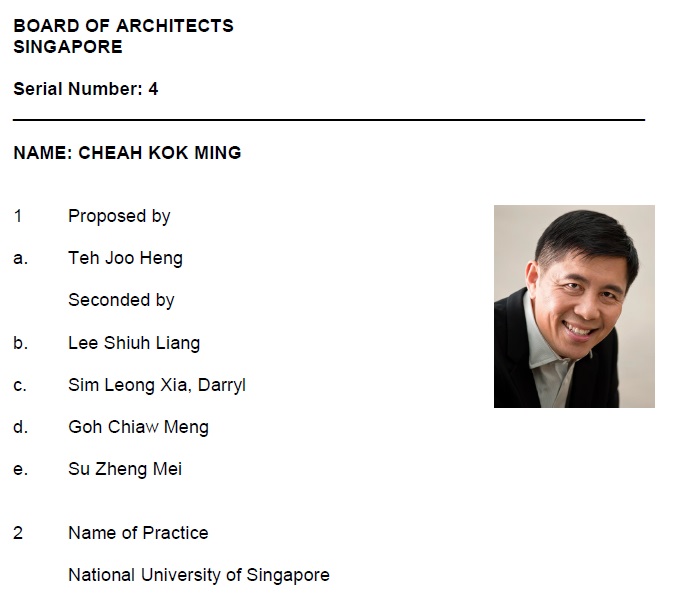 BOARD OF ARCHITECTS
SINGAPORE
Serial Number: 4
NAME: CHEAH KOK MING
1 Proposed by
a. Teh Joo Heng
Seconded by
b. Lee Shiuh Liang
c. Sim Leong Xia, Darryl
d. Goh Chiaw Meng
e. Su Zheng Mei
2 Name of Practice
National University of Singapore